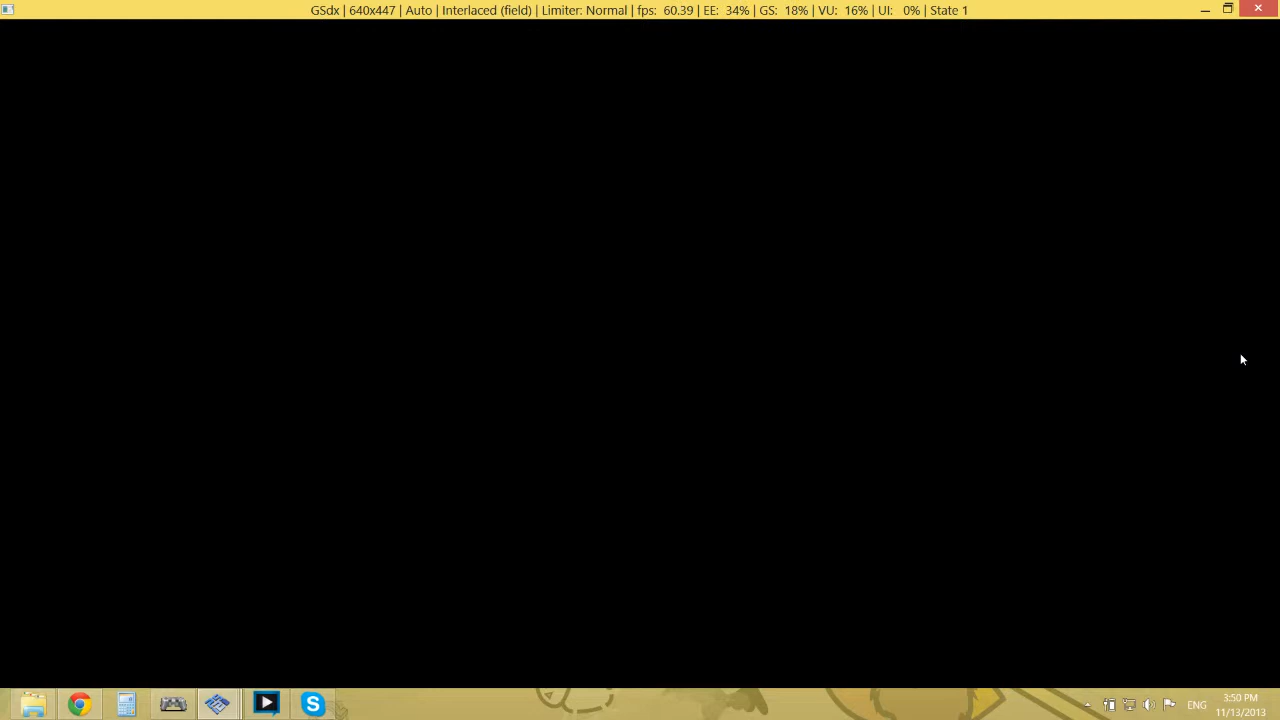 GSdx | 640x447 | Auto | Interlaced (field) | Limiter: Normal | fps: 60.39 | EE: 34% | GS: 18% | VU: 16% | UI: 0% | State 1
ENG
3:50 PM
11/13/2013